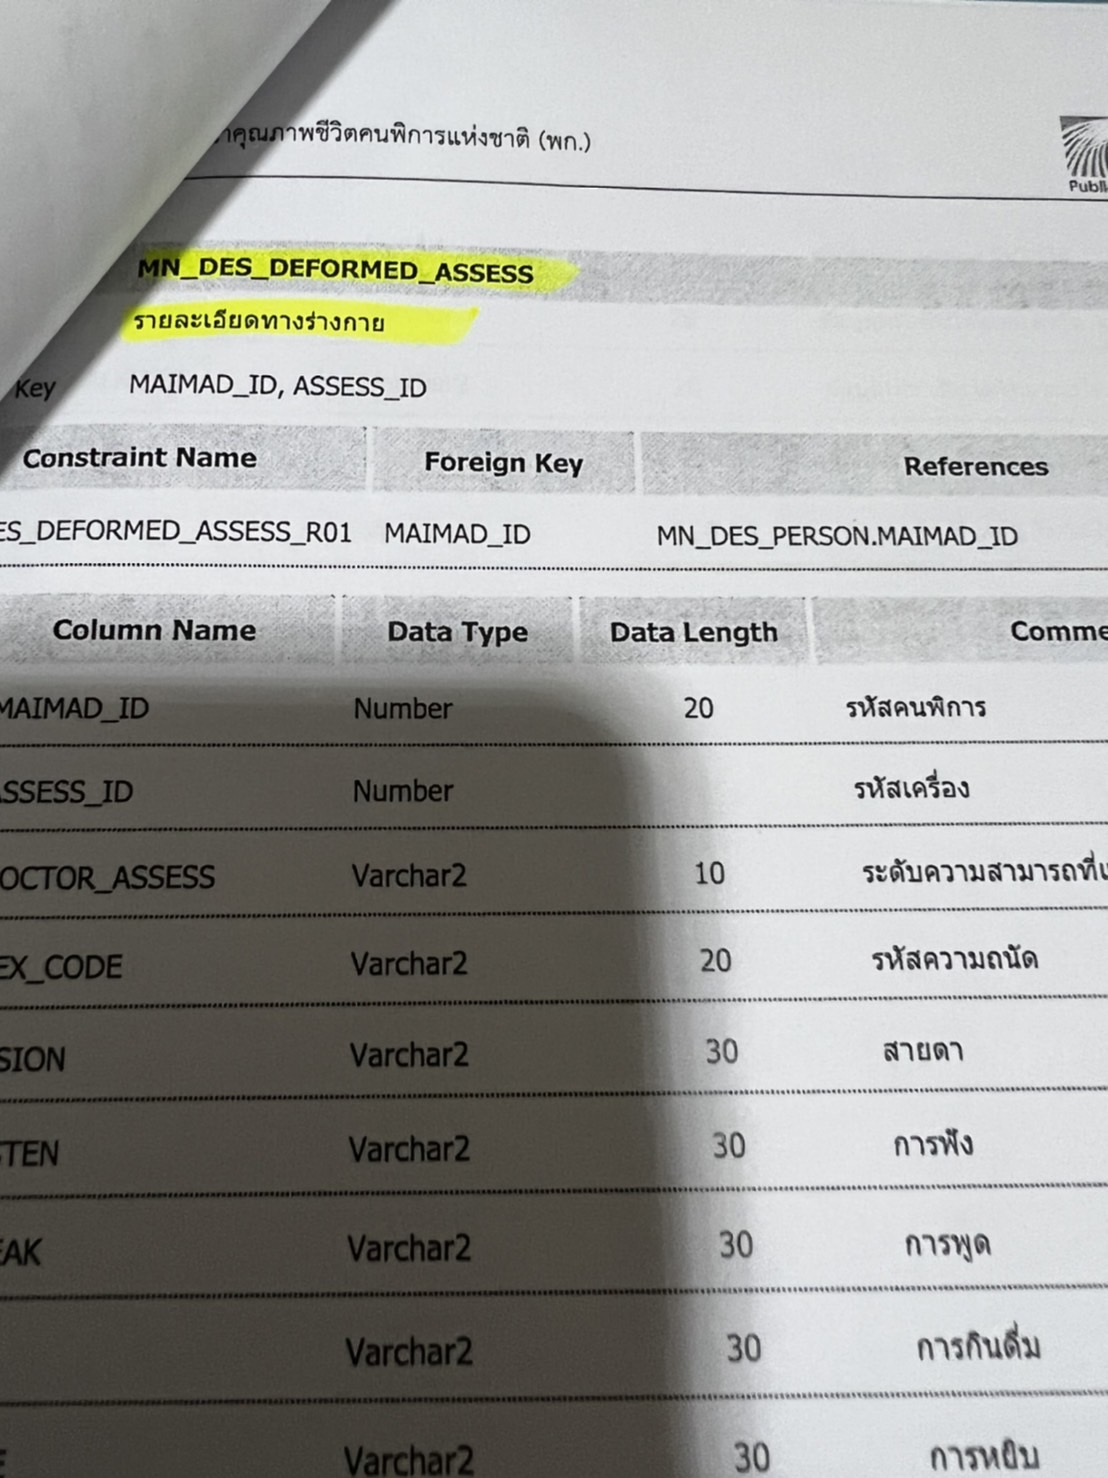 าคุณภาพชีวิตคนพิการแห่งชาติ (พก.)
MN_DES_DEFORMED_ASSESS
รายละเอียดทางร่างกาย
Key MAIMAD_ID, ASSESS_ID
Constraint Name Foreign Key References
ES_DEFORMED_ASSESS_R01 MAIMAD_ID MN_DES_PERSON.MAIMAD_ID
Column Name Data Type Data Length Comme
MAIMAD_ID Number 20 รหัสคนพิการ
ASSESS_ID Number รหัสเครื่อง
OCTOR_ASSESS Varchar2 10 ระดับความสามารถที่แ
EX_CODE Varchar2 20 รหัสความถนัด
SION Varchar2 30 สายตา
STEN Varchar2 30 การฟัง
EAK Varchar2 30 การพูด
Varchar2 30 การกินดื่ม
Varchar2 30 การหยิบ